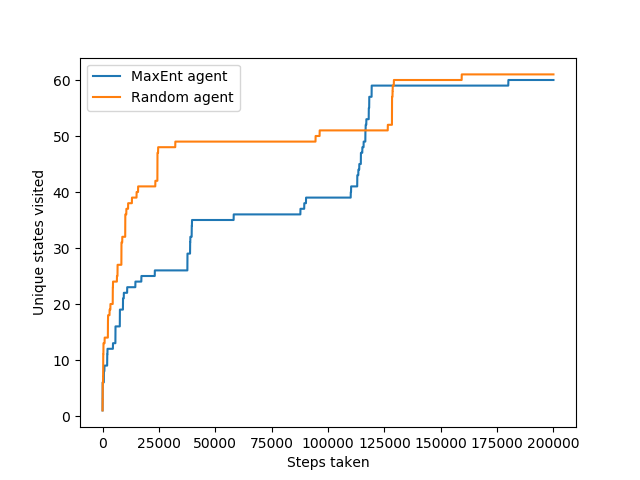 MaxEnt agent
Random agent
60
50
40
30
20
10
0
Unique states visited
0 25000 50000 75000 100000 125000 150000 175000 200000
Steps taken